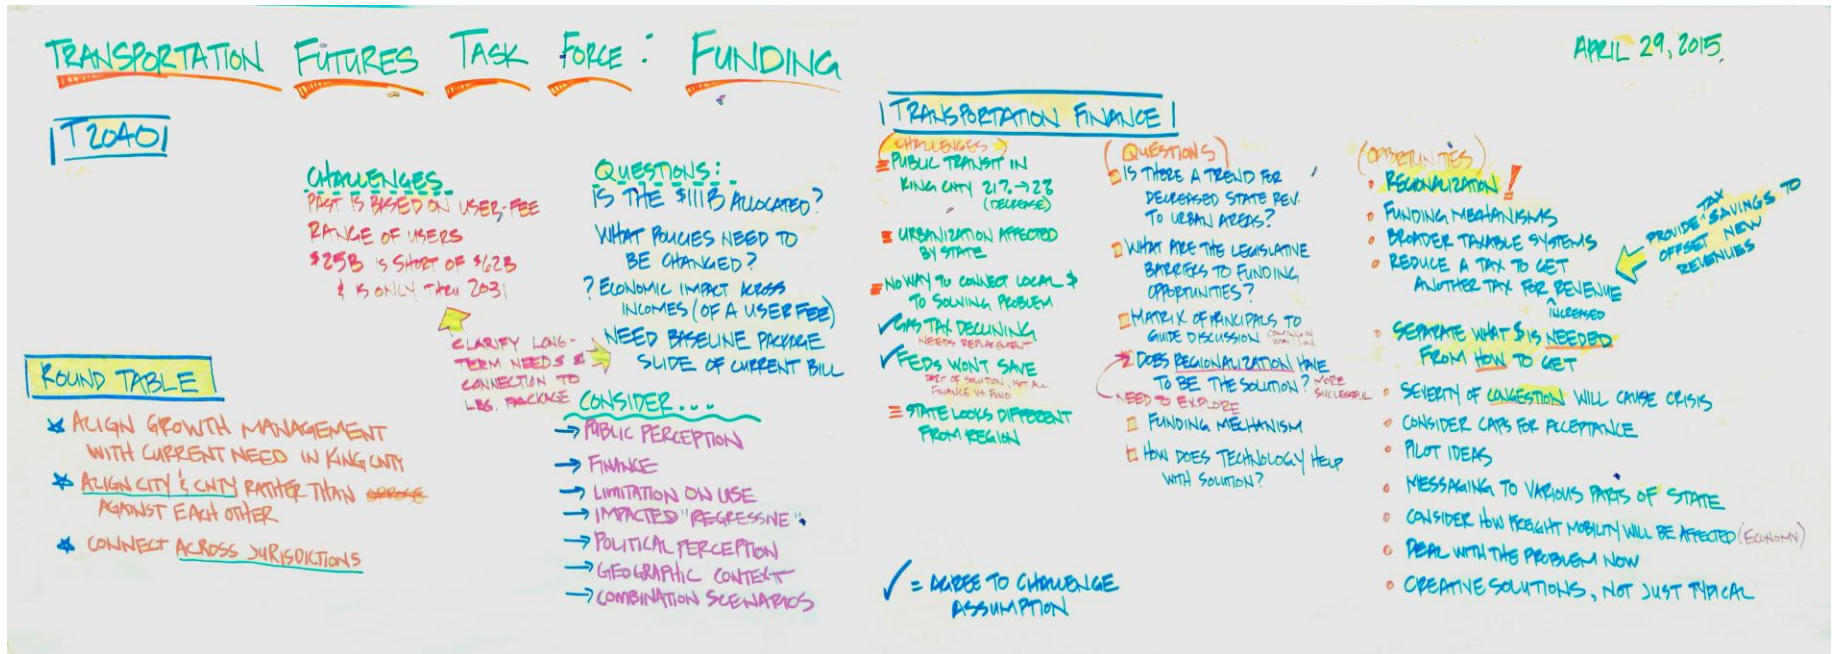 TRANSPORTATION FUTURES TASK FORCE: FUNDING
APRIL 29, 2015
T2040
CHALLENGES
PAST IS BASED ON USER-FEE
RANGE OF USERS
$25B IS SHORT OF $62B
& IS ONLY THRU 2031
QUESTIONS:
IS THE $111B ALLOCATED?
WHAT POLICIES NEED TO
BE CHANGED?
? ECONOMIC IMPACT ACROSS
INCOMES (OF A USER FEE)
NEED BASELINE PACKAGE
SLIDE OF CURRENT BILL
CLARIFY LONG-
TERM NEEDS &
CONNECTION TO
LEG. PACKAGE
CONSIDER...
→ PUBLIC PERCEPTION
→ FINANCE
→ LIMITATION ON USE
→ IMPACTED "REGRESSIVE"
→ POLITICAL PERCEPTION
→ GEOGRAPHIC CONTEXT
→ COMBINATION SCENARIOS
ROUND TABLE
ALIGN GROWTH MANAGEMENT
WITH CURRENT NEED IN KING CNTY
ALIGN CITY & CNTY RATHER THAN
AGAINST EACH OTHER
CONNECT ACROSS JURISDICTIONS
TRANSPORTATION FINANCE
(CHALLENGES)
PUBLIC TRANSIT IN
KING CNTY
(DECREASE)
URBANIZATION AFFECTED
BY STATE
NO WAY TO CONNECT LOCAL $
TO SOLVING PROBLEM
✓ GAS TAX DECLINING
NEEDS REPLACEMENT
✓ FEDS WONT SAVE
PART OF SOLUTION, NOT ALL
FINANCE VS FUND
STATE LOOKS DIFFERENT
FROM REGION
✓ = AGREE TO CHALLENGE
ASSUMPTION
(QUESTIONS)
IS THERE A TREND FOR
DECREASED STATE REV.
TO URBAN AREAS?
WHAT ARE THE LEGISLATIVE
BARRIERS TO FUNDING
OPPORTUNITIES?
MATRIX OF PRINCIPALS TO
GUIDE DISCUSSION
DOES REGIONALIZATION HAVE
TO BE THE SOLUTION? MORE
SUCCESSFUL
NEED TO EXPLORE
FUNDING MECHANISM
HOW DOES TECHNOLOGY HELP
WITH SOLUTION?
(OPPORTUNITIES)
• REGIONALIZATION!
• FUNDING MECHANISMS
• BROADER TAXABLE SYSTEMS
• REDUCE A TAX TO GET
ANOTHER TAX FOR REVENUE
INCREASED
PROVIDE TAX SAVINGS TO
OFFSET NEW
REVENUES
• SEPARATE WHAT $ IS NEEDED
FROM HOW TO GET
• SEVERITY OF CONGESTION WILL CAUSE CRISIS
• CONSIDER CAPS FOR ACCEPTANCE
• PILOT IDEAS
• MESSAGING TO VARIOUS PARTS OF STATE
• CONSIDER HOW FREIGHT MOBILITY WILL BE AFFECTED (ECONOMY)
• DEAL WITH THE PROBLEM NOW
• CREATIVE SOLUTIONS, NOT JUST TYPICAL